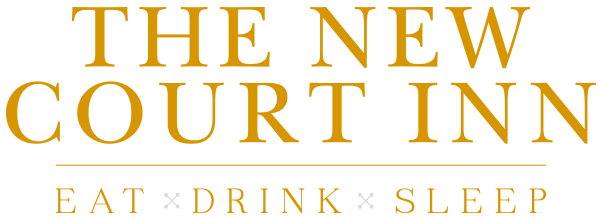 THE NEW
COURT INN
EAT DRINK SLEEP